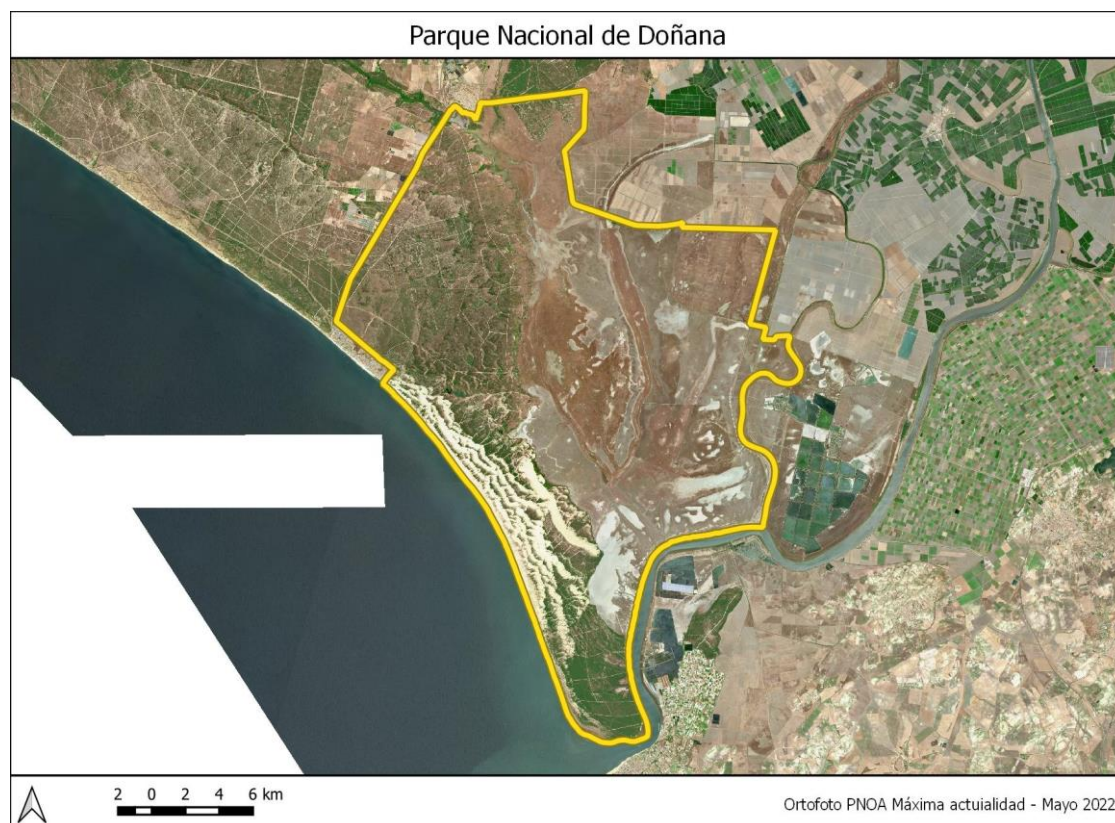 Parque Nacional de Doñana
2 0 2 4 6 km
Ortofoto PNOA Máxima actuialidad - Mayo 2022